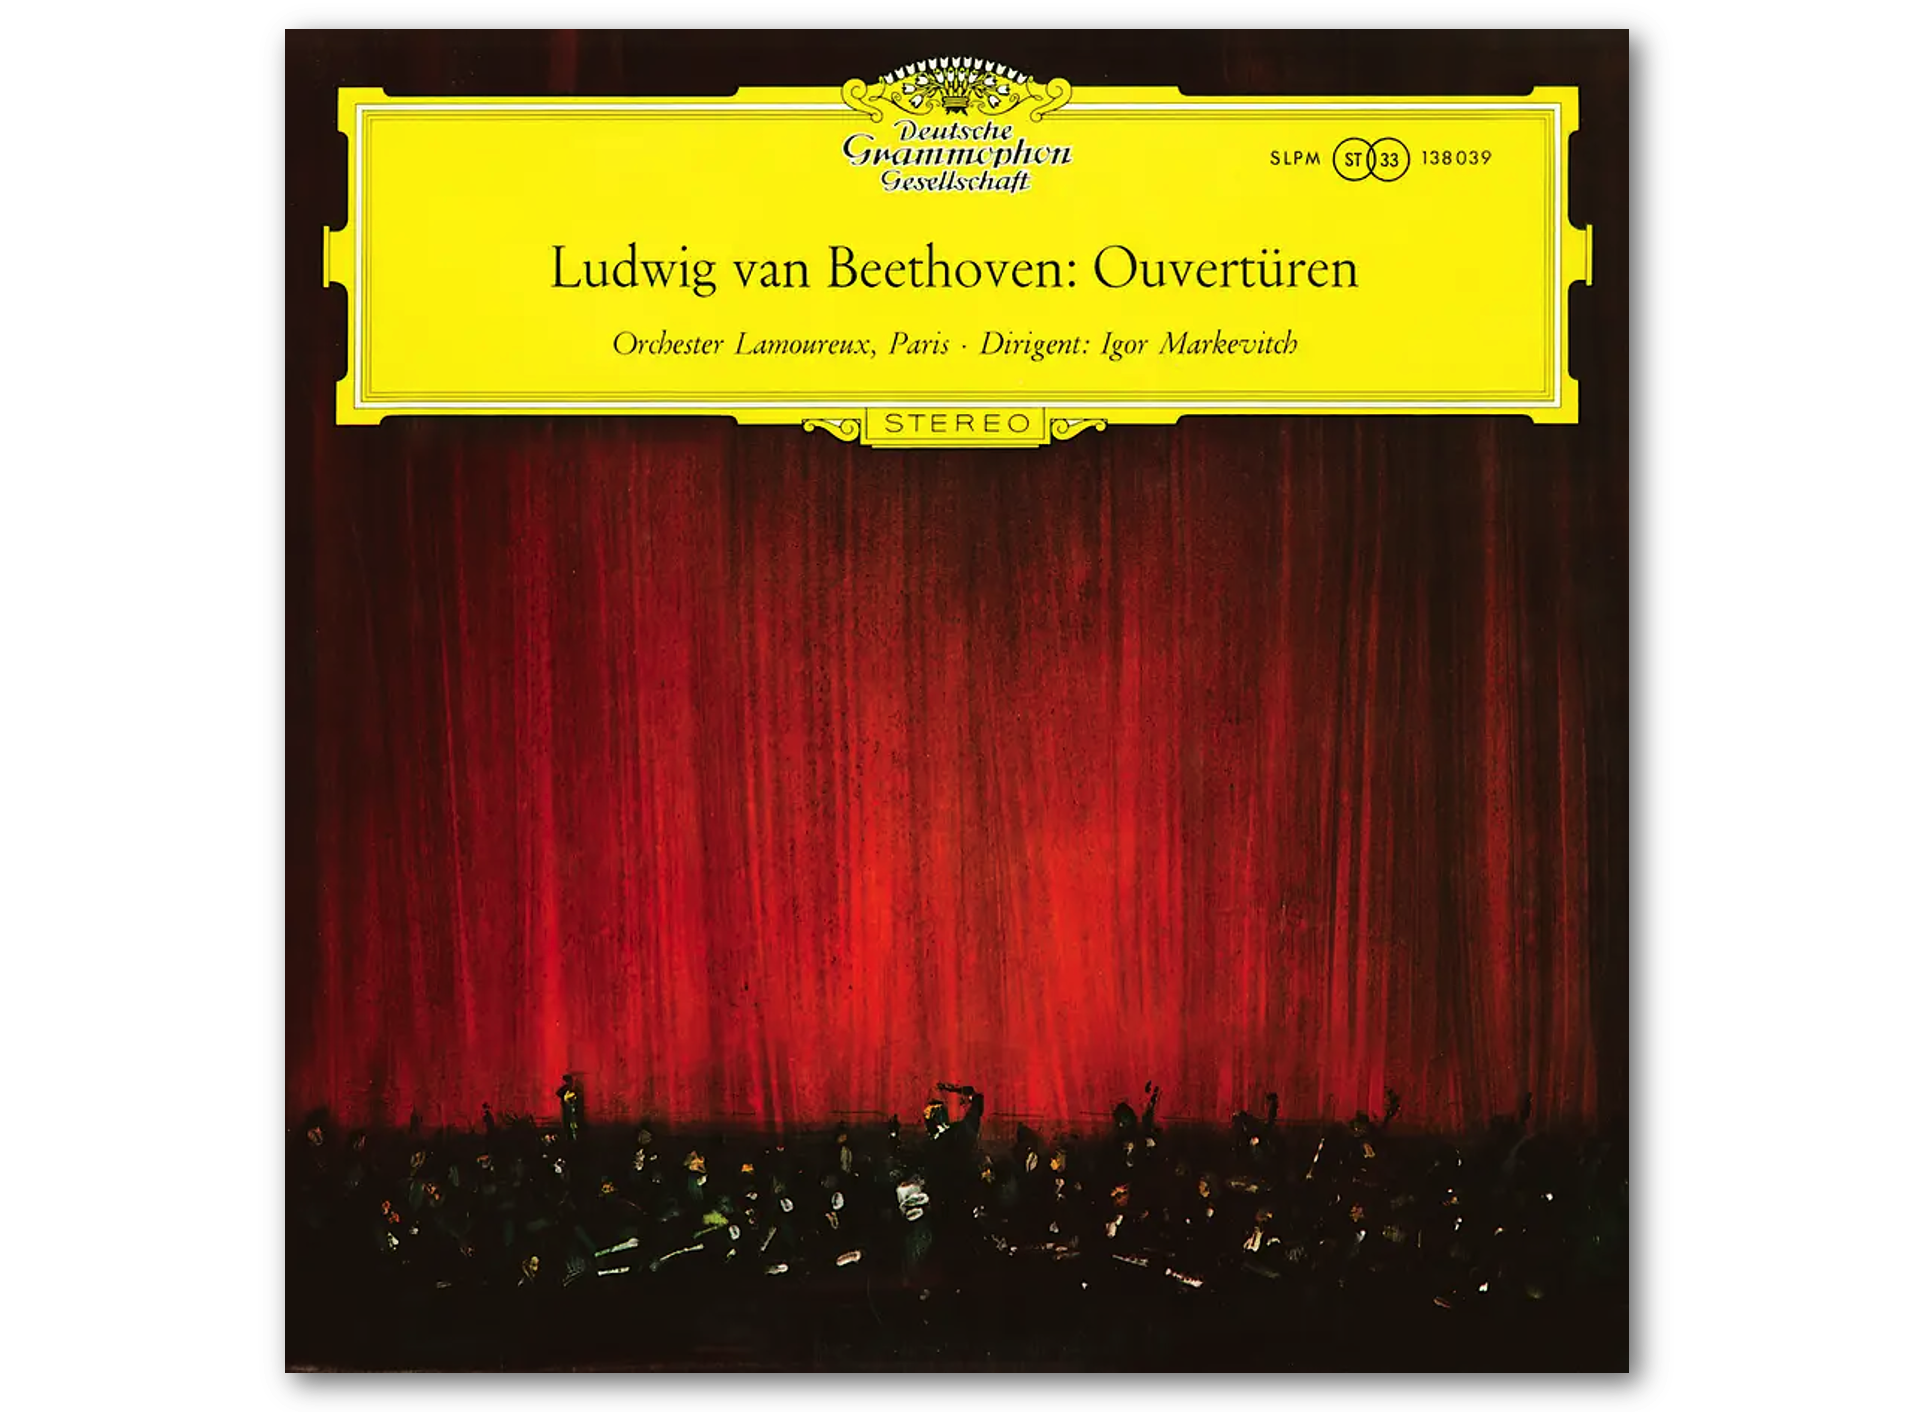 Deutsche
Grammophon
Gesellschaft
SLPM ST 33 138039
Ludwig van Beethoven: Ouvertüren
Orchester Lamoureux, Paris · Dirigent: Igor Markevitch
STEREO